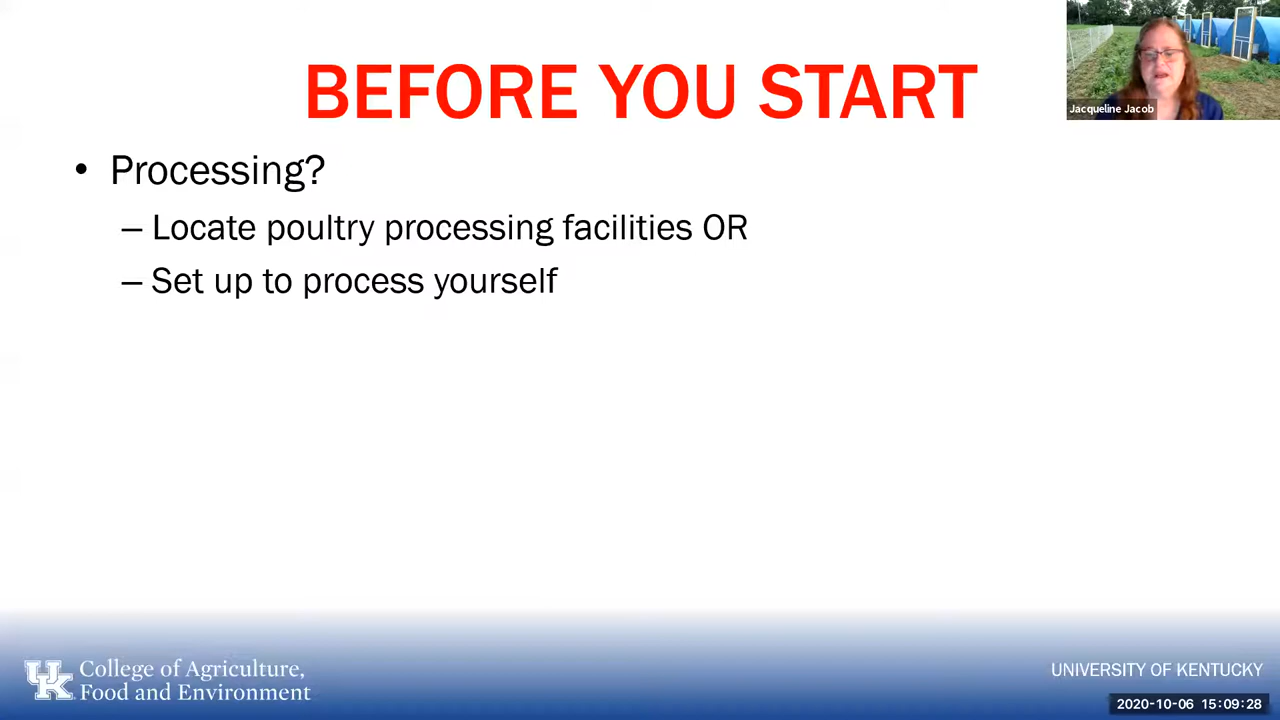 BEFORE YOU START
Jacqueline Jacob
• Processing?
– Locate poultry processing facilities OR
– Set up to process yourself
UK
College of Agriculture,
Food and Environment
UNIVERSITY OF KENTUCKY
2020-10-06 15:09:28